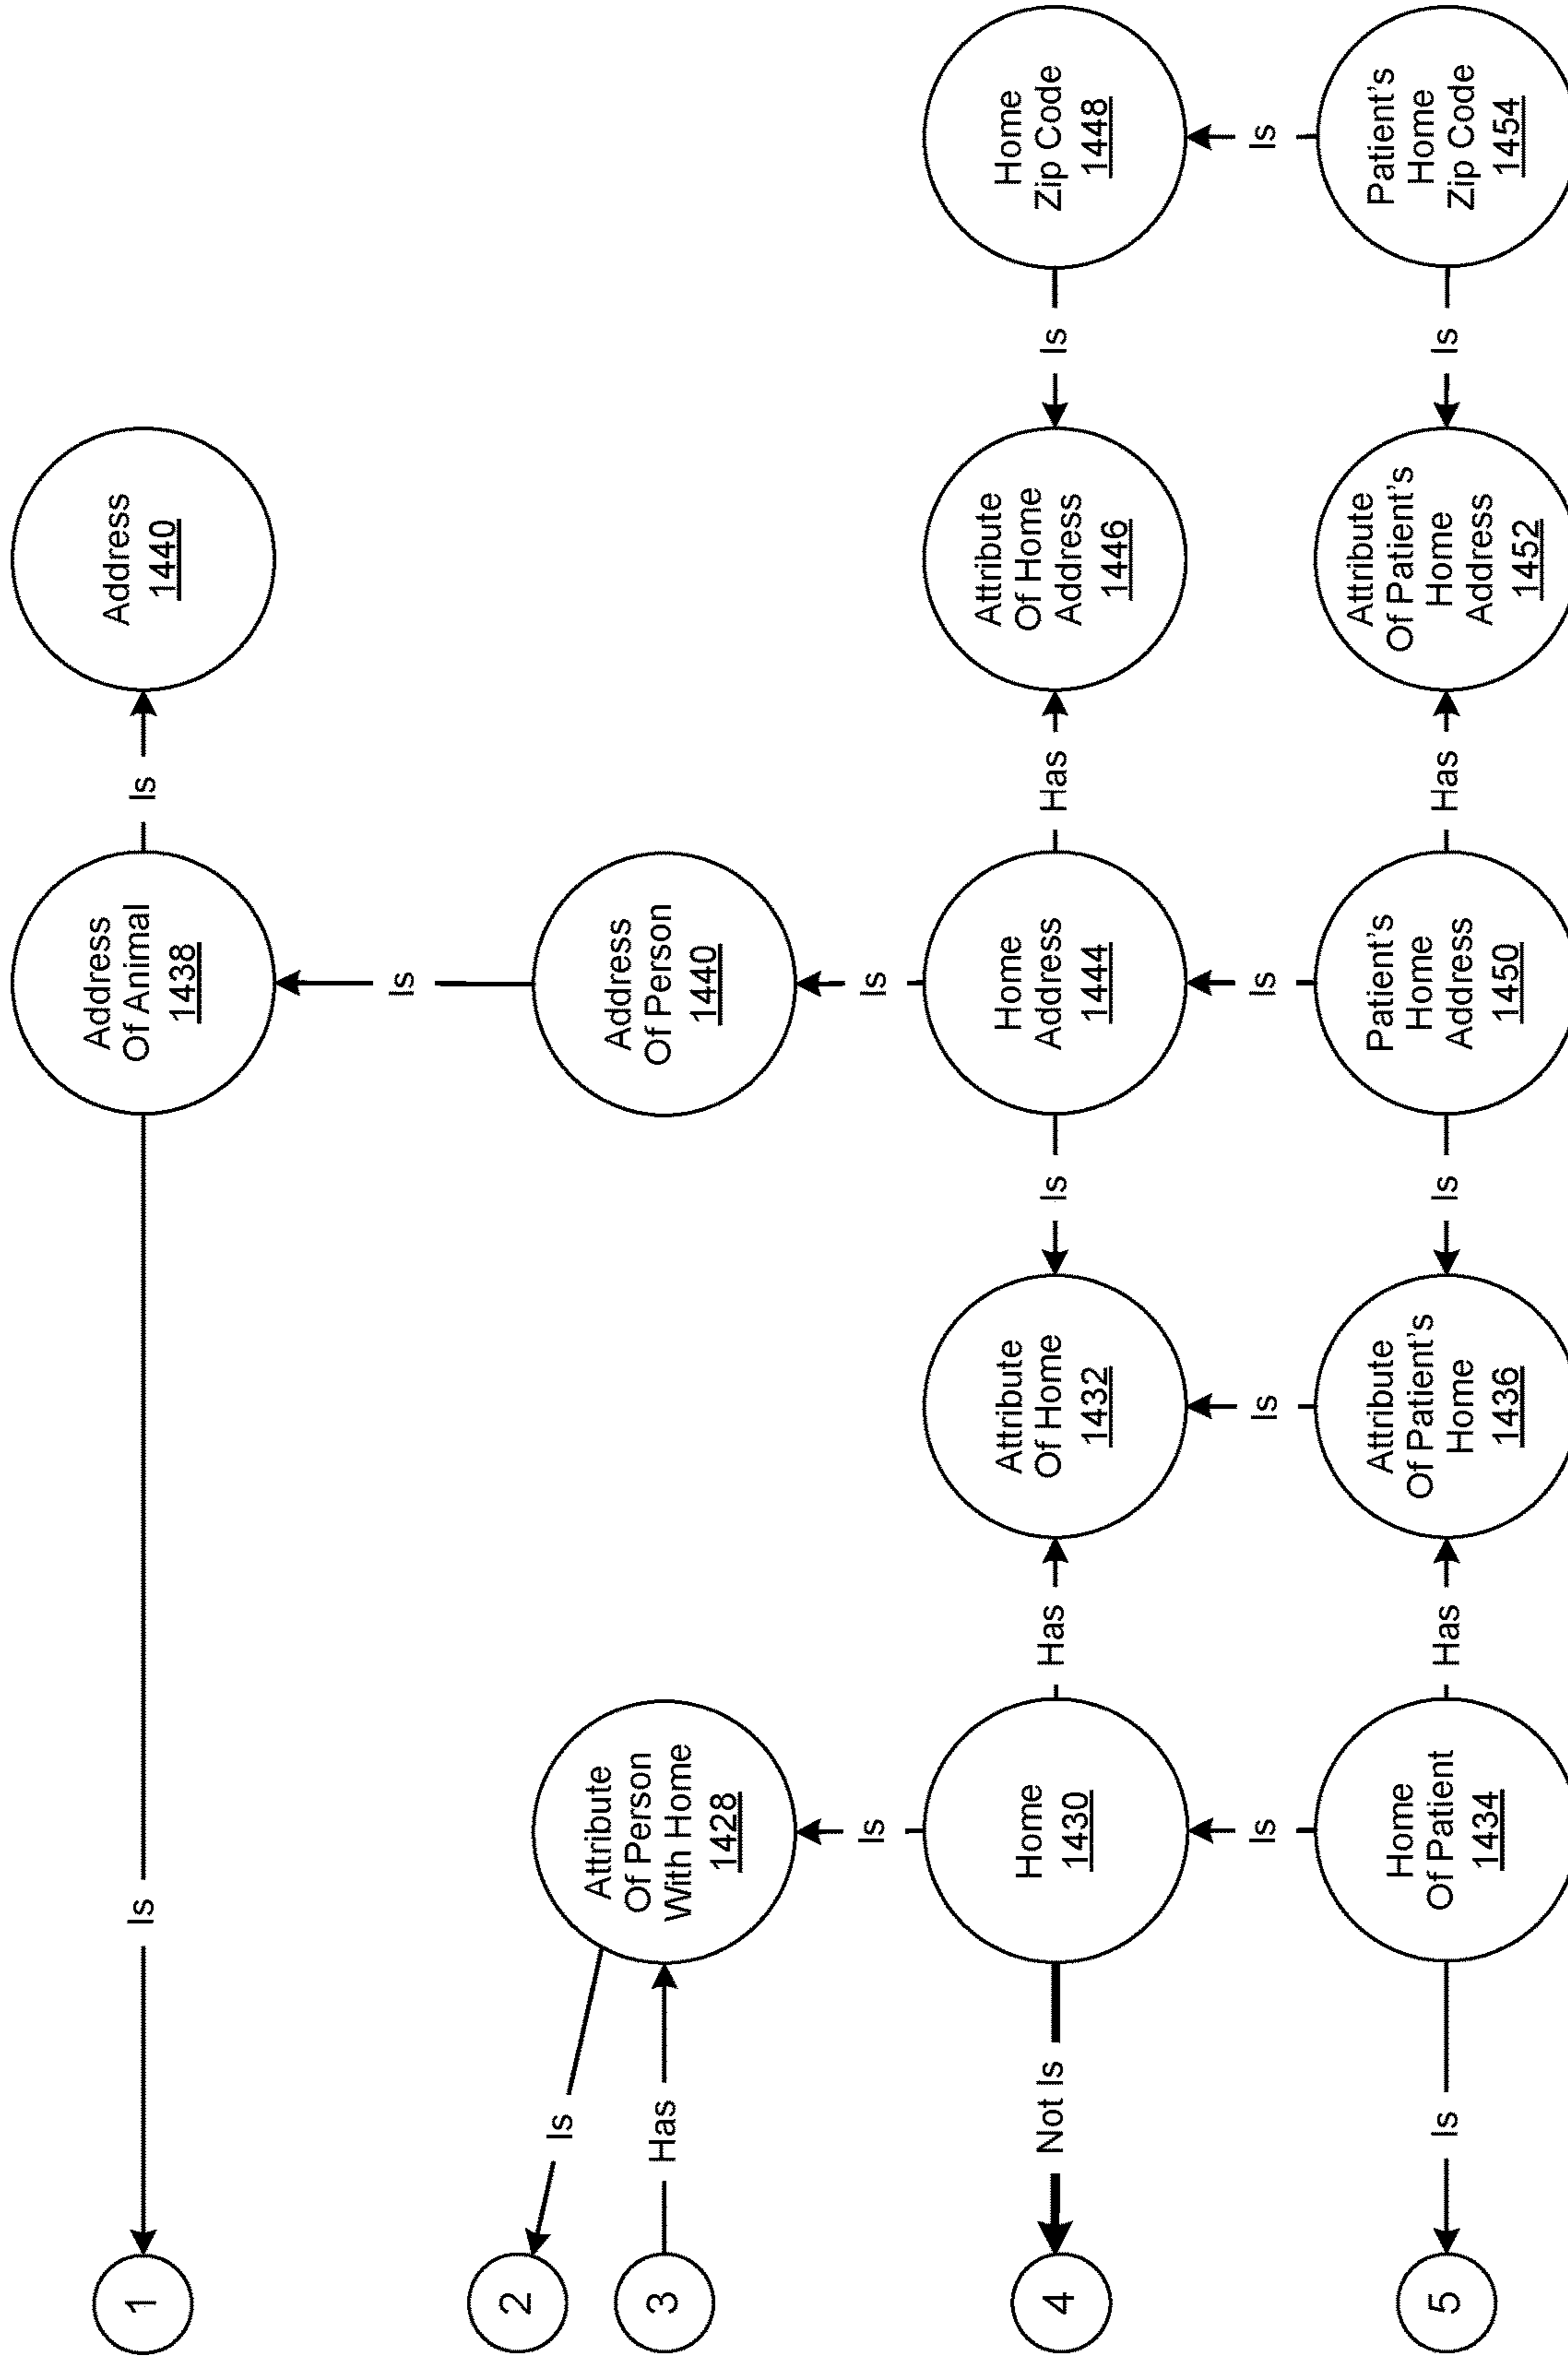 1
Is
Address
Of Animal
1438
Is
Address
1440
Is
2
Is
3
Has
Attribute
Of Person
With Home
1428
Address
Of Person
1440
Is
Is
4
Not Is
Home
1430
Has
Attribute
Of Home
1432
Is
Home
Address
1444
Has
Attribute
Of Home
Address
1446
Is
Home
Zip Code
1448
Is
Is
Is
Is
5
Is
Home
Of Patient
1434
Has
Attribute
Of Patient's
Home
1436
Is
Patient's
Home
Address
1450
Has
Attribute
Of Patient's
Home
Address
1452
Is
Patient's
Home
Zip Code
1454